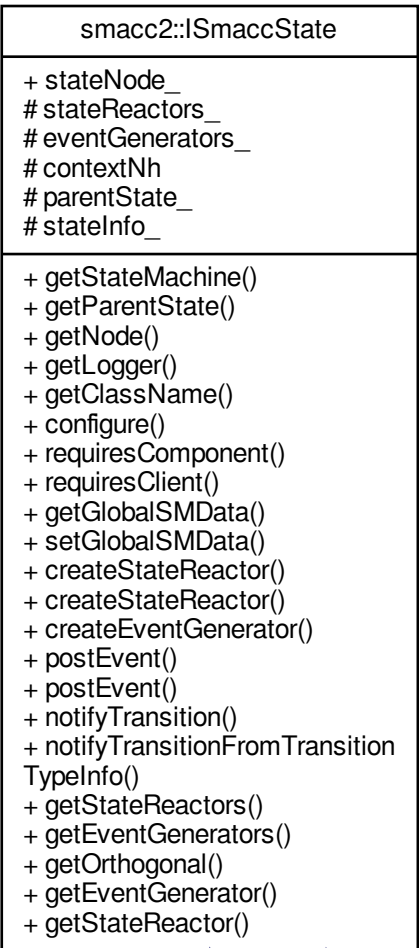 smacc2::ISmaccState
+ stateNode_
# stateReactors_
# eventGenerators_
# contextNh
# parentState_
# stateInfo_
+ getStateMachine()
+ getParentState()
+ getNode()
+ getLogger()
+ getClassName()
+ configure()
+ requiresComponent()
+ requiresClient()
+ getGlobalSMData()
+ setGlobalSMData()
+ createStateReactor()
+ createStateReactor()
+ createEventGenerator()
+ postEvent()
+ postEvent()
+ notifyTransition()
+ notifyTransitionFromTransition
TypeInfo()
+ getStateReactors()
+ getEventGenerators()
+ getOrthogonal()
+ getEventGenerator()
+ getStateReactor()